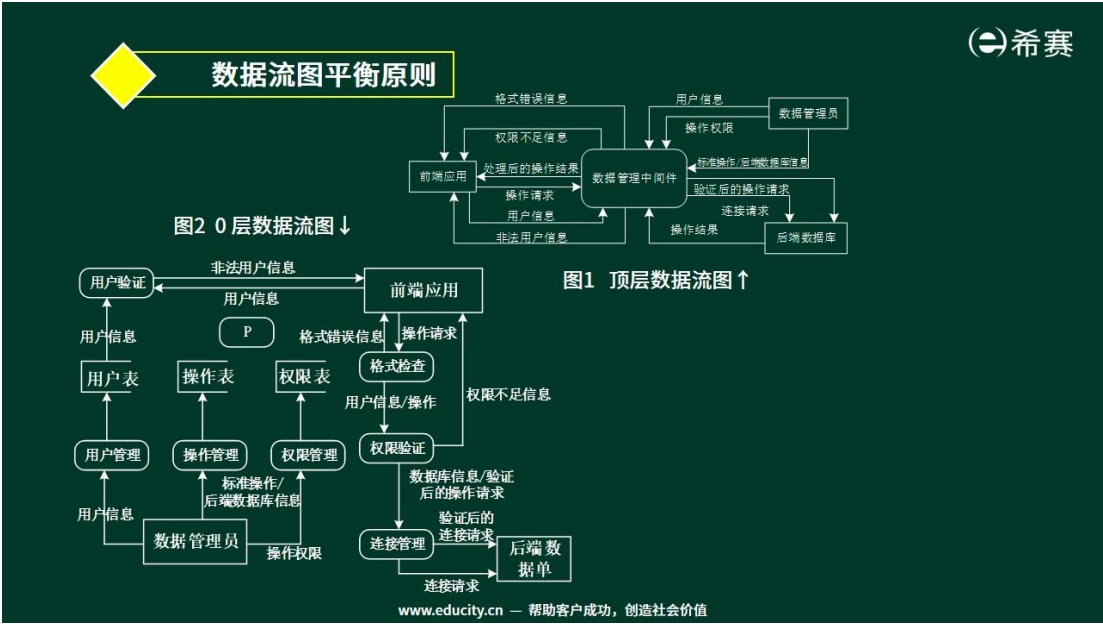 希赛
数据流图平衡原则
格式错误信息
用户信息
数据管理员
操作权限
权限不足信息
标准操作/后端数据库信息
处理后的操作结果
前端应用
数据管理中间件
验证后的操作请求
操作请求
连接请求
用户信息
操作结果
后端数据库
非法用户信息
图2 0 层数据流图↓
图1 顶层数据流图↑
非法用户信息
用户验证
前端应用
用户信息
P
用户信息
格式错误信息
操作请求
格式检查
用户表
操作表
权限表
用户信息/操作
权限不足信息
用户管理
操作管理
权限管理
权限验证
标准操作/
后端数据库信息
数据库信息/验证
后的操作请求
用户信息
验证后的
连接请求
数据管理员
操作权限
连接管理
后端数
据单
连接请求
www.educity.cn — 帮助客户成功，创造社会价值